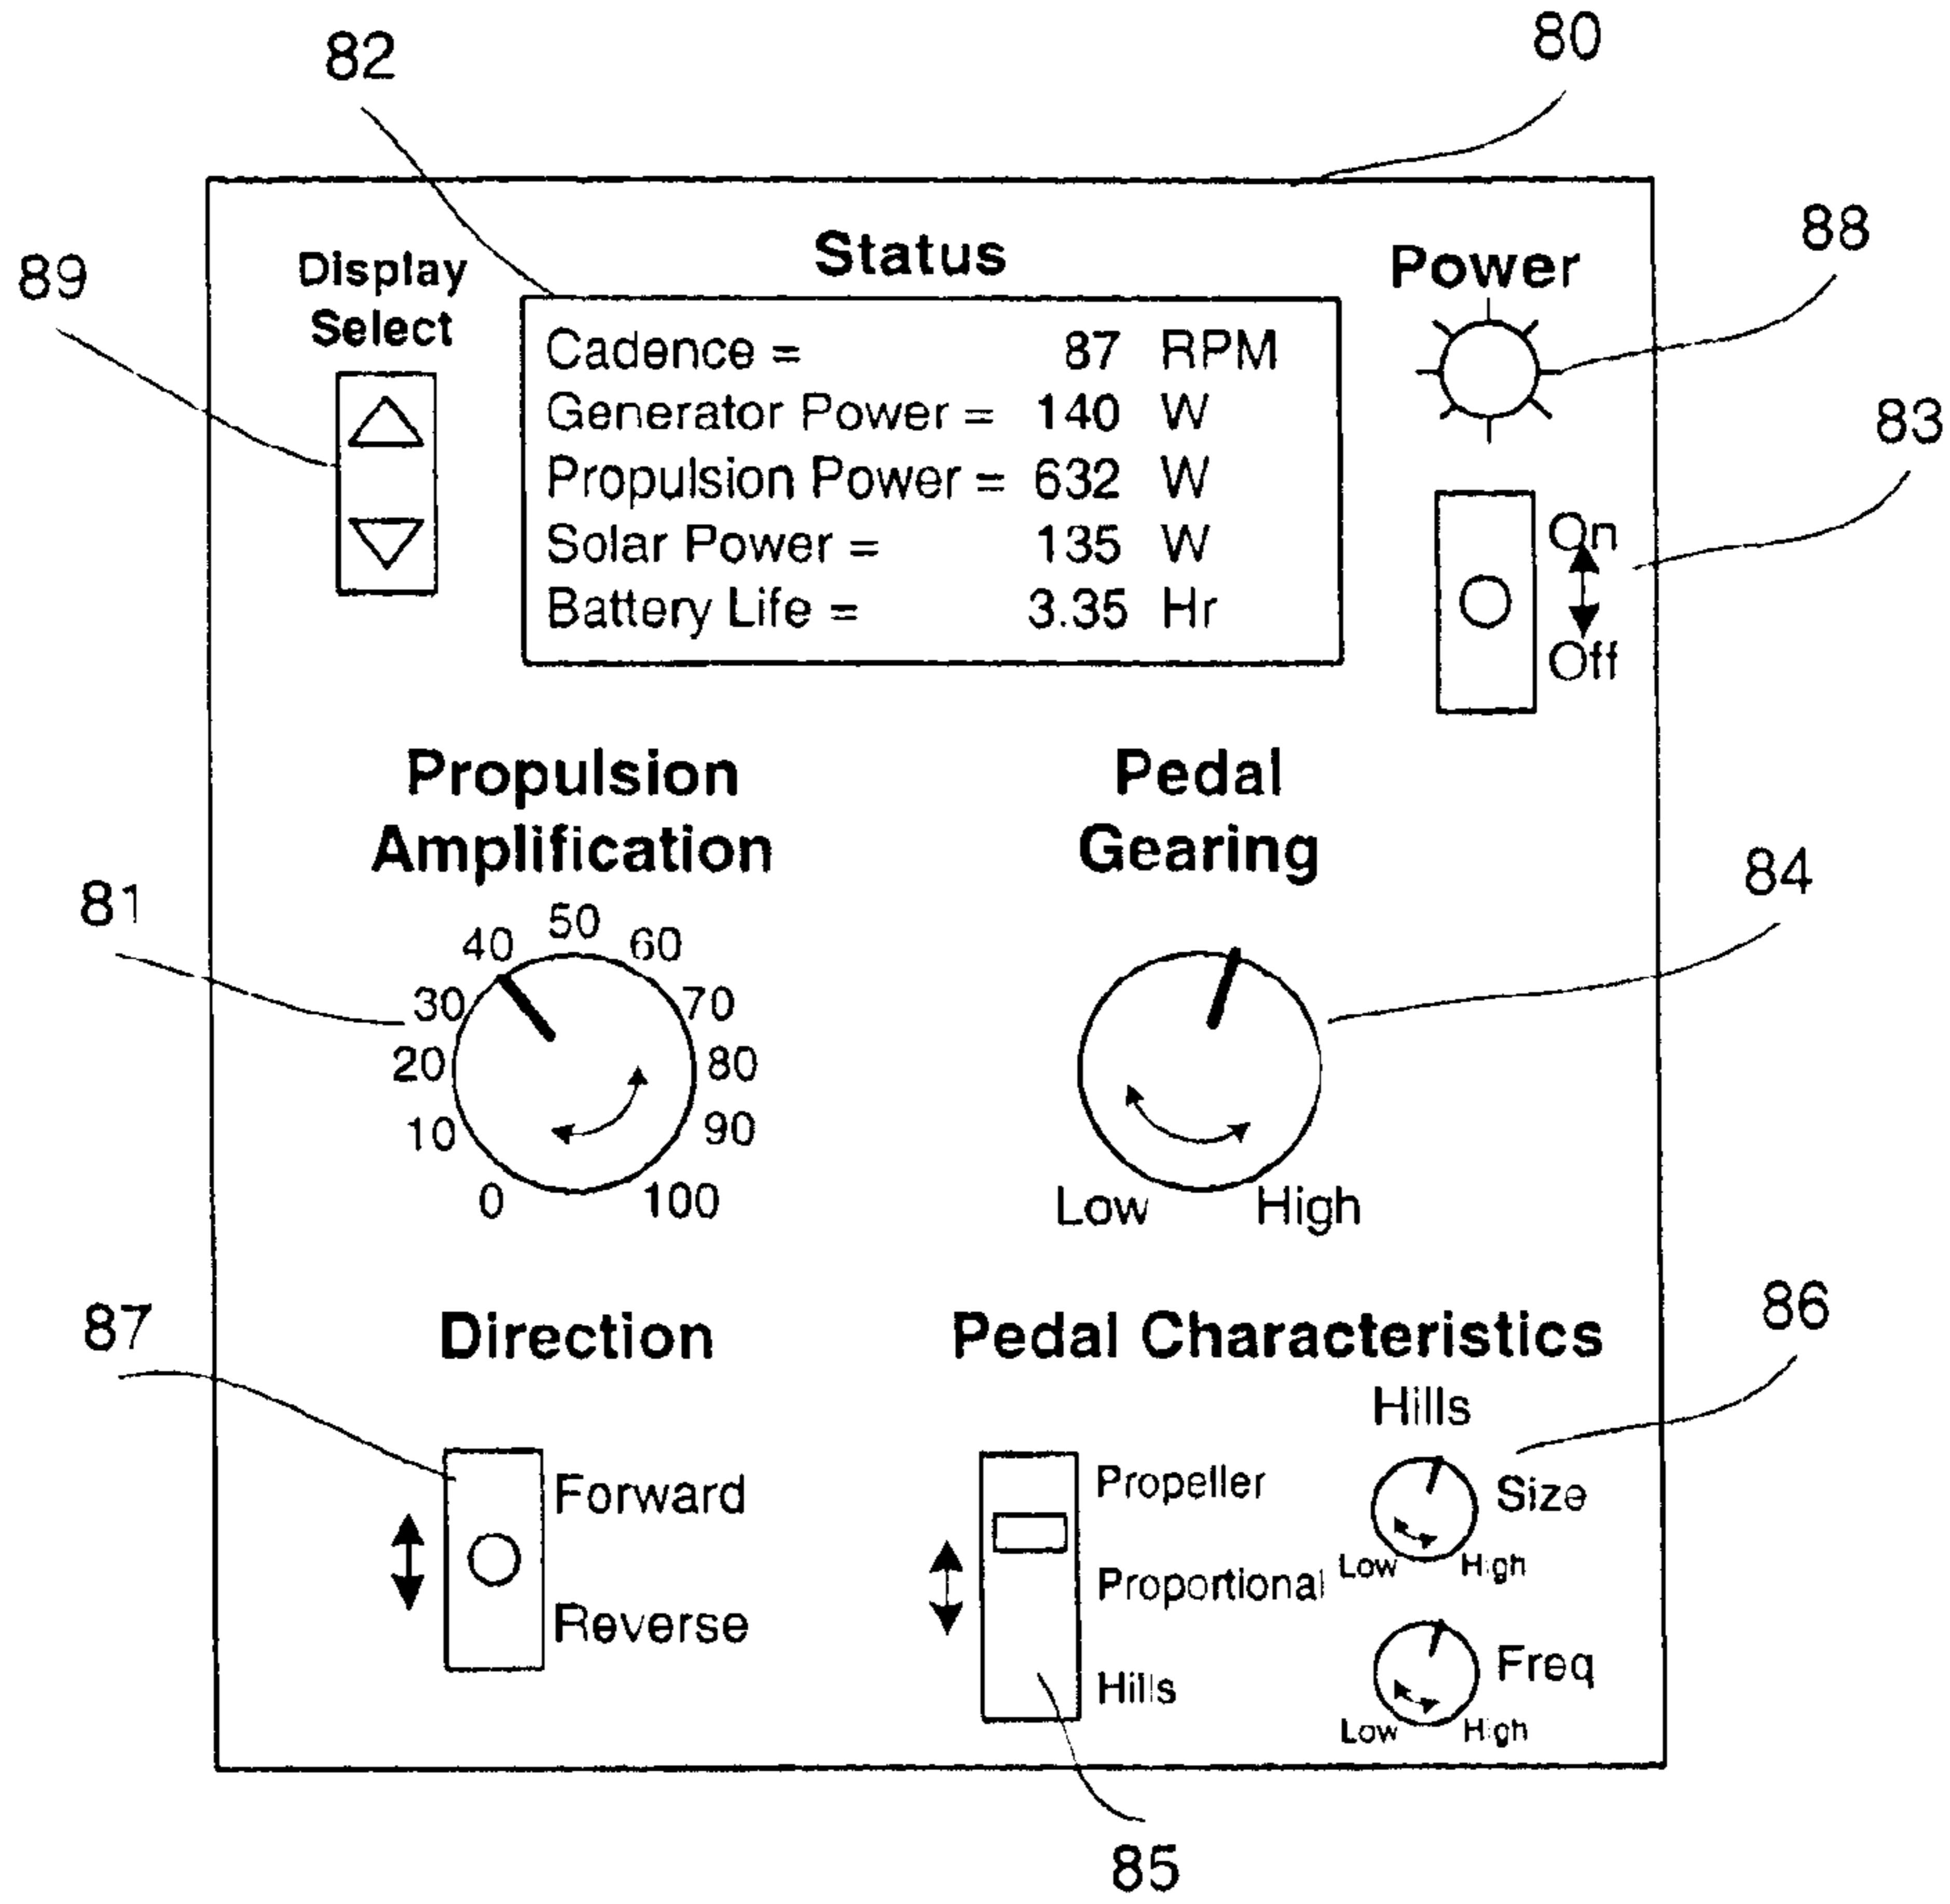 82
80
88
89
83
Status
Display
Select
Power
Cadence = 87 RPM
Generator Power = 140 W
Propulsion Power = 632 W
Solar Power = 135 W
Battery Life = 3.35 Hr
On
Off
Propulsion
Amplification
Pedal
Gearing
81
84
0
10
20
30
40
50
60
70
80
90
100
Low
High
87
86
Direction
Pedal Characteristics
Forward
Reverse
Propeller
Proportional
Hills
Hills
Size
Low
High
Freq
Low
High
85